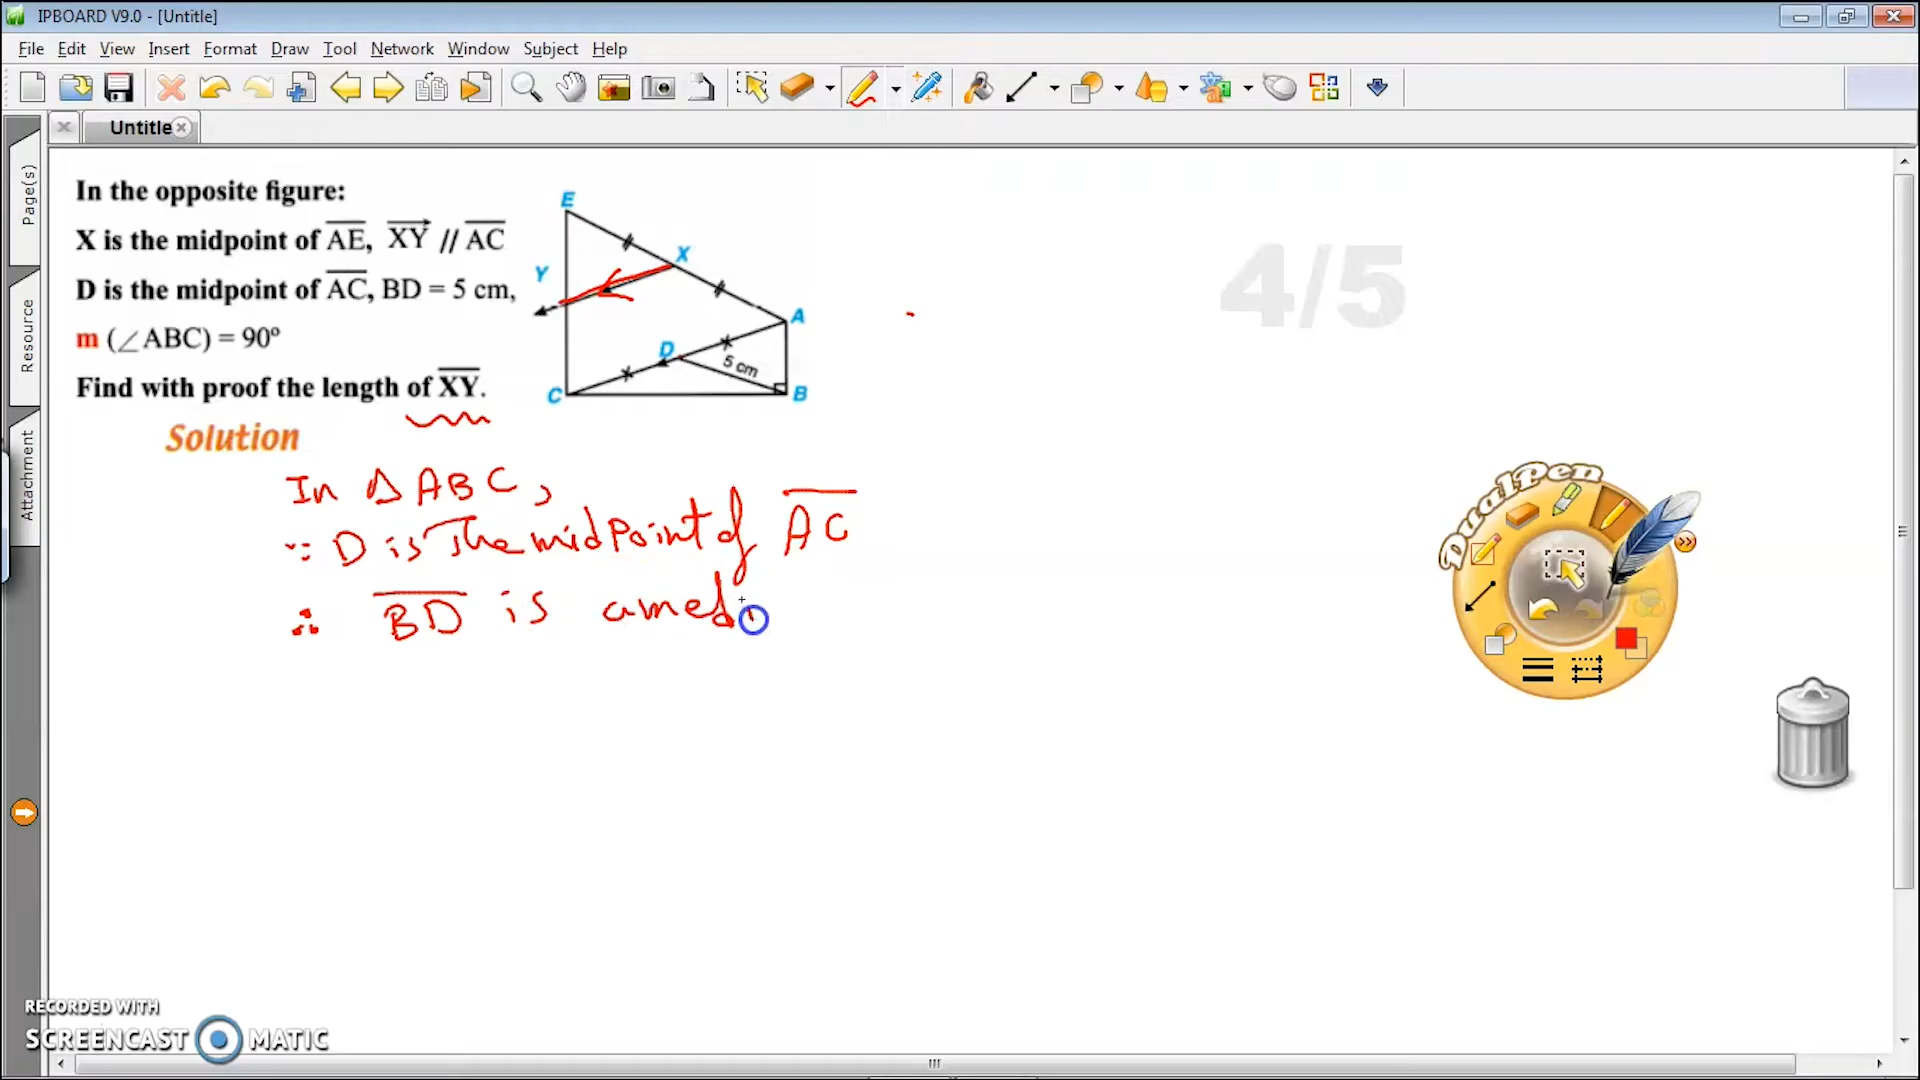 IPBOARD V9.0 - [Untitle]
File Edit View Insert Format Draw Tool Network Window Subject Help
Untitle
Page(s)
Resource
Attachment
In the opposite figure:
X is the midpoint of AE, XY // AC
D is the midpoint of AC, BD = 5 cm,
m (∠ABC) = 90º
Find with proof the length of XY.
E
X
Y
A
D
5 cm
C
B
4/5
Solution
In Δ ABC,
∵ D is the midpoint of AC
∴ BD is a med
DualPen
RECORDED WITH
SCREENCAST MATIC